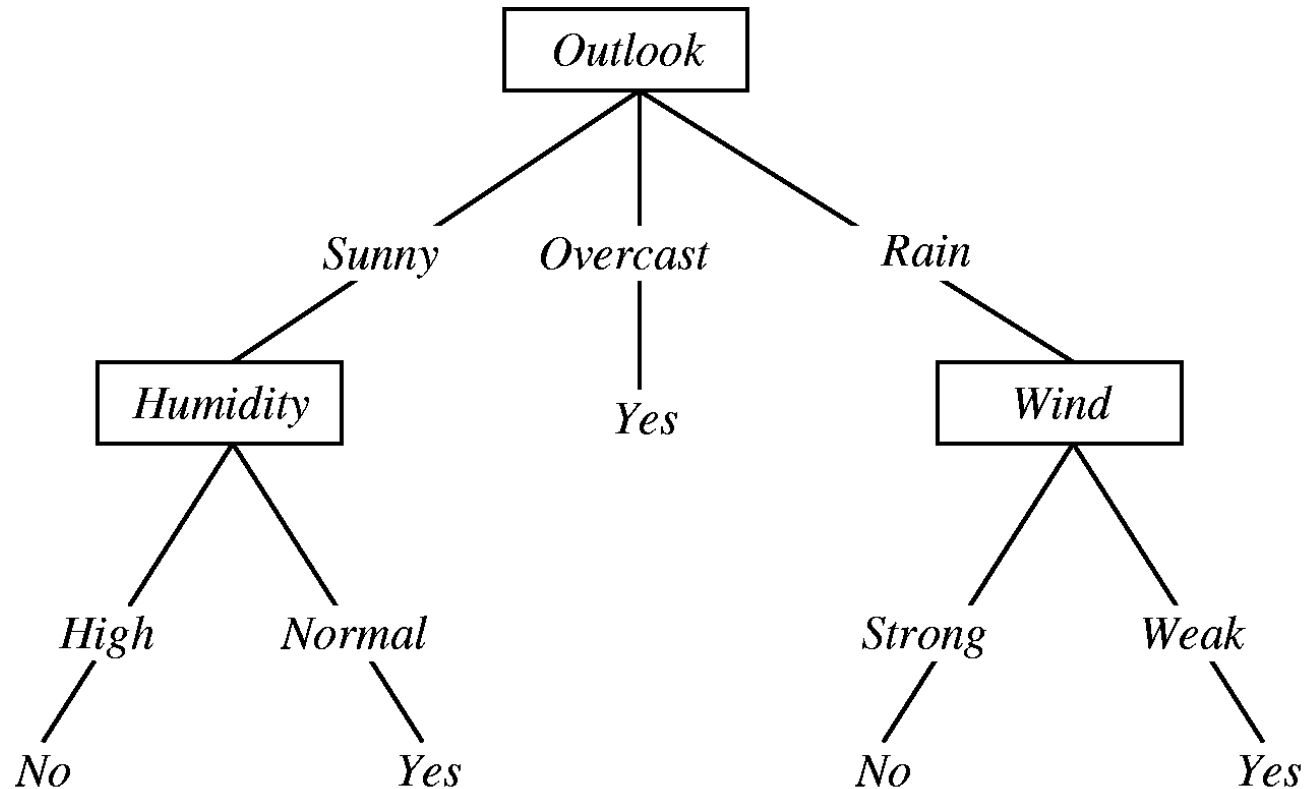 Outlook
Sunny Overcast Rain
Humidity Yes Wind
High Normal Strong Weak
No Yes No Yes